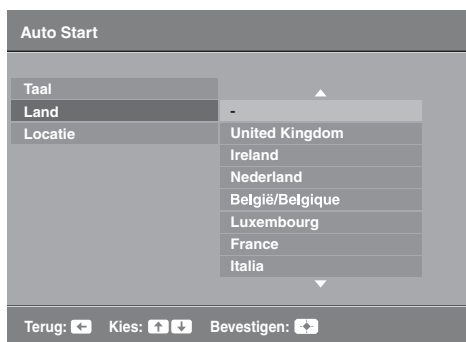 Auto Start
Taal
Land
-
Locatie
United Kingdom
Ireland
Nederland
België/Belgique
Luxembourg
France
Italia
Terug: Kies: Bevestigen: